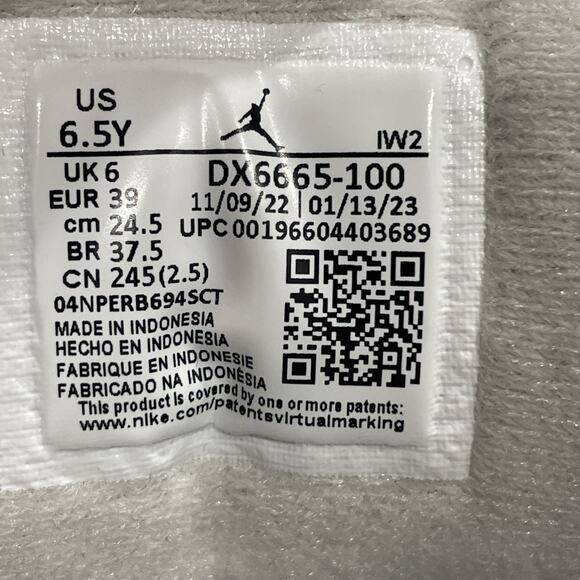 US
6.5Y
IW2
UK 6
DX6665-100
EUR 39
11/09/22 | 01/13/23
cm 24.5
UPC 00196604403689
BR 37.5
CN 245(2.5)
04NPERB694SCT
MADE IN INDONESIA
HECHO EN INDONESIA
FABRIQUE EN INDONESIE
FABRICADO NA INDONÉSIA
This product is covered by one or more patents:
www.nike.com/patentsvirtualmarking